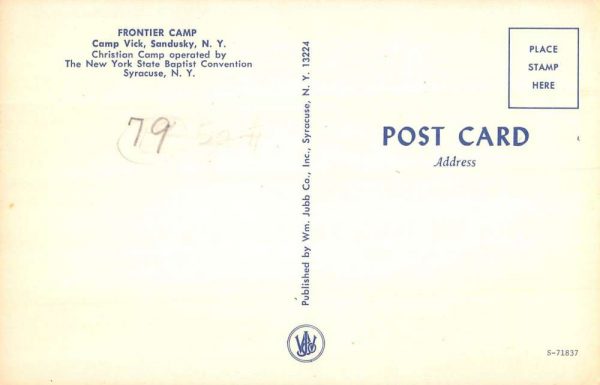 FRONTIER CAMP
Camp Vick, Sandusky, N. Y.
Christian Camp operated by
The New York State Baptist Convention
Syracuse, N. Y.
79
Published by Wm. Jubb Co., Inc., Syracuse, N. Y. 13224
PLACE
STAMP
HERE
POST CARD
Address
S-71837